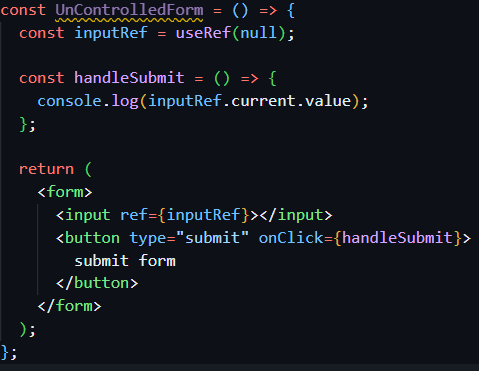 const UnControlledForm = () => {
  const inputRef = useRef(null);

  const handleSubmit = () => {
    console.log(inputRef.current.value);
  };

  return (
    <form>
      <input ref={inputRef}></input>
      <button type="submit" onClick={handleSubmit}>
        submit form
      </button>
    </form>
  );
};